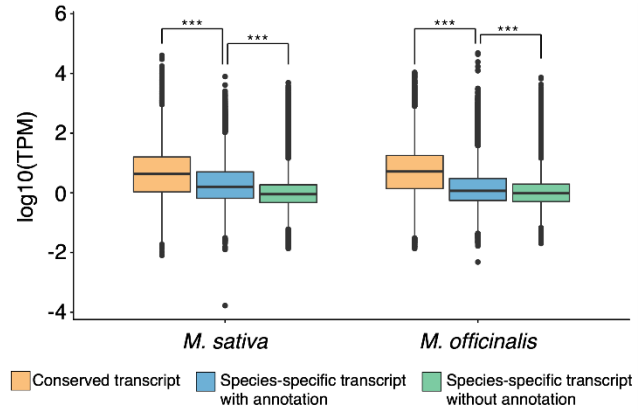 6
4
2
0
-2
-4
log10(TPM)
*** *** *** ***
M. sativa M. officinalis
Conserved transcript Species-specific transcript Species-specific transcript
with annotation without annotation